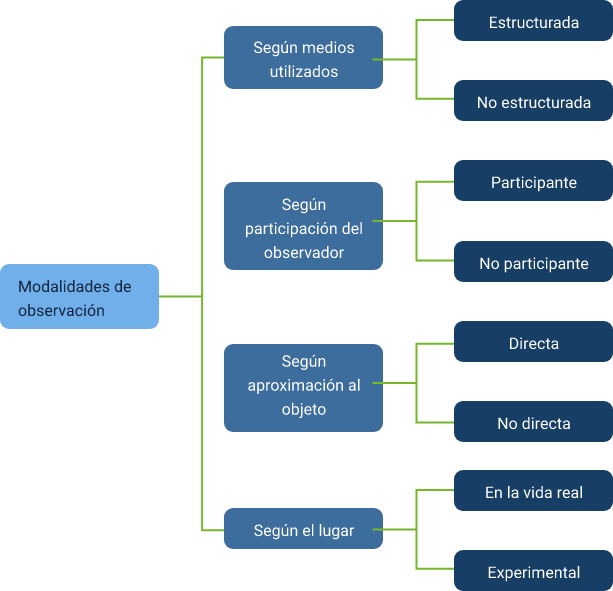 Modalidades de
observación
Según medios
utilizados
Estructurada
No estructurada
Según
participación del
observador
Participante
No participante
Según
aproximación al
objeto
Directa
No directa
Según el lugar
En la vida real
Experimental